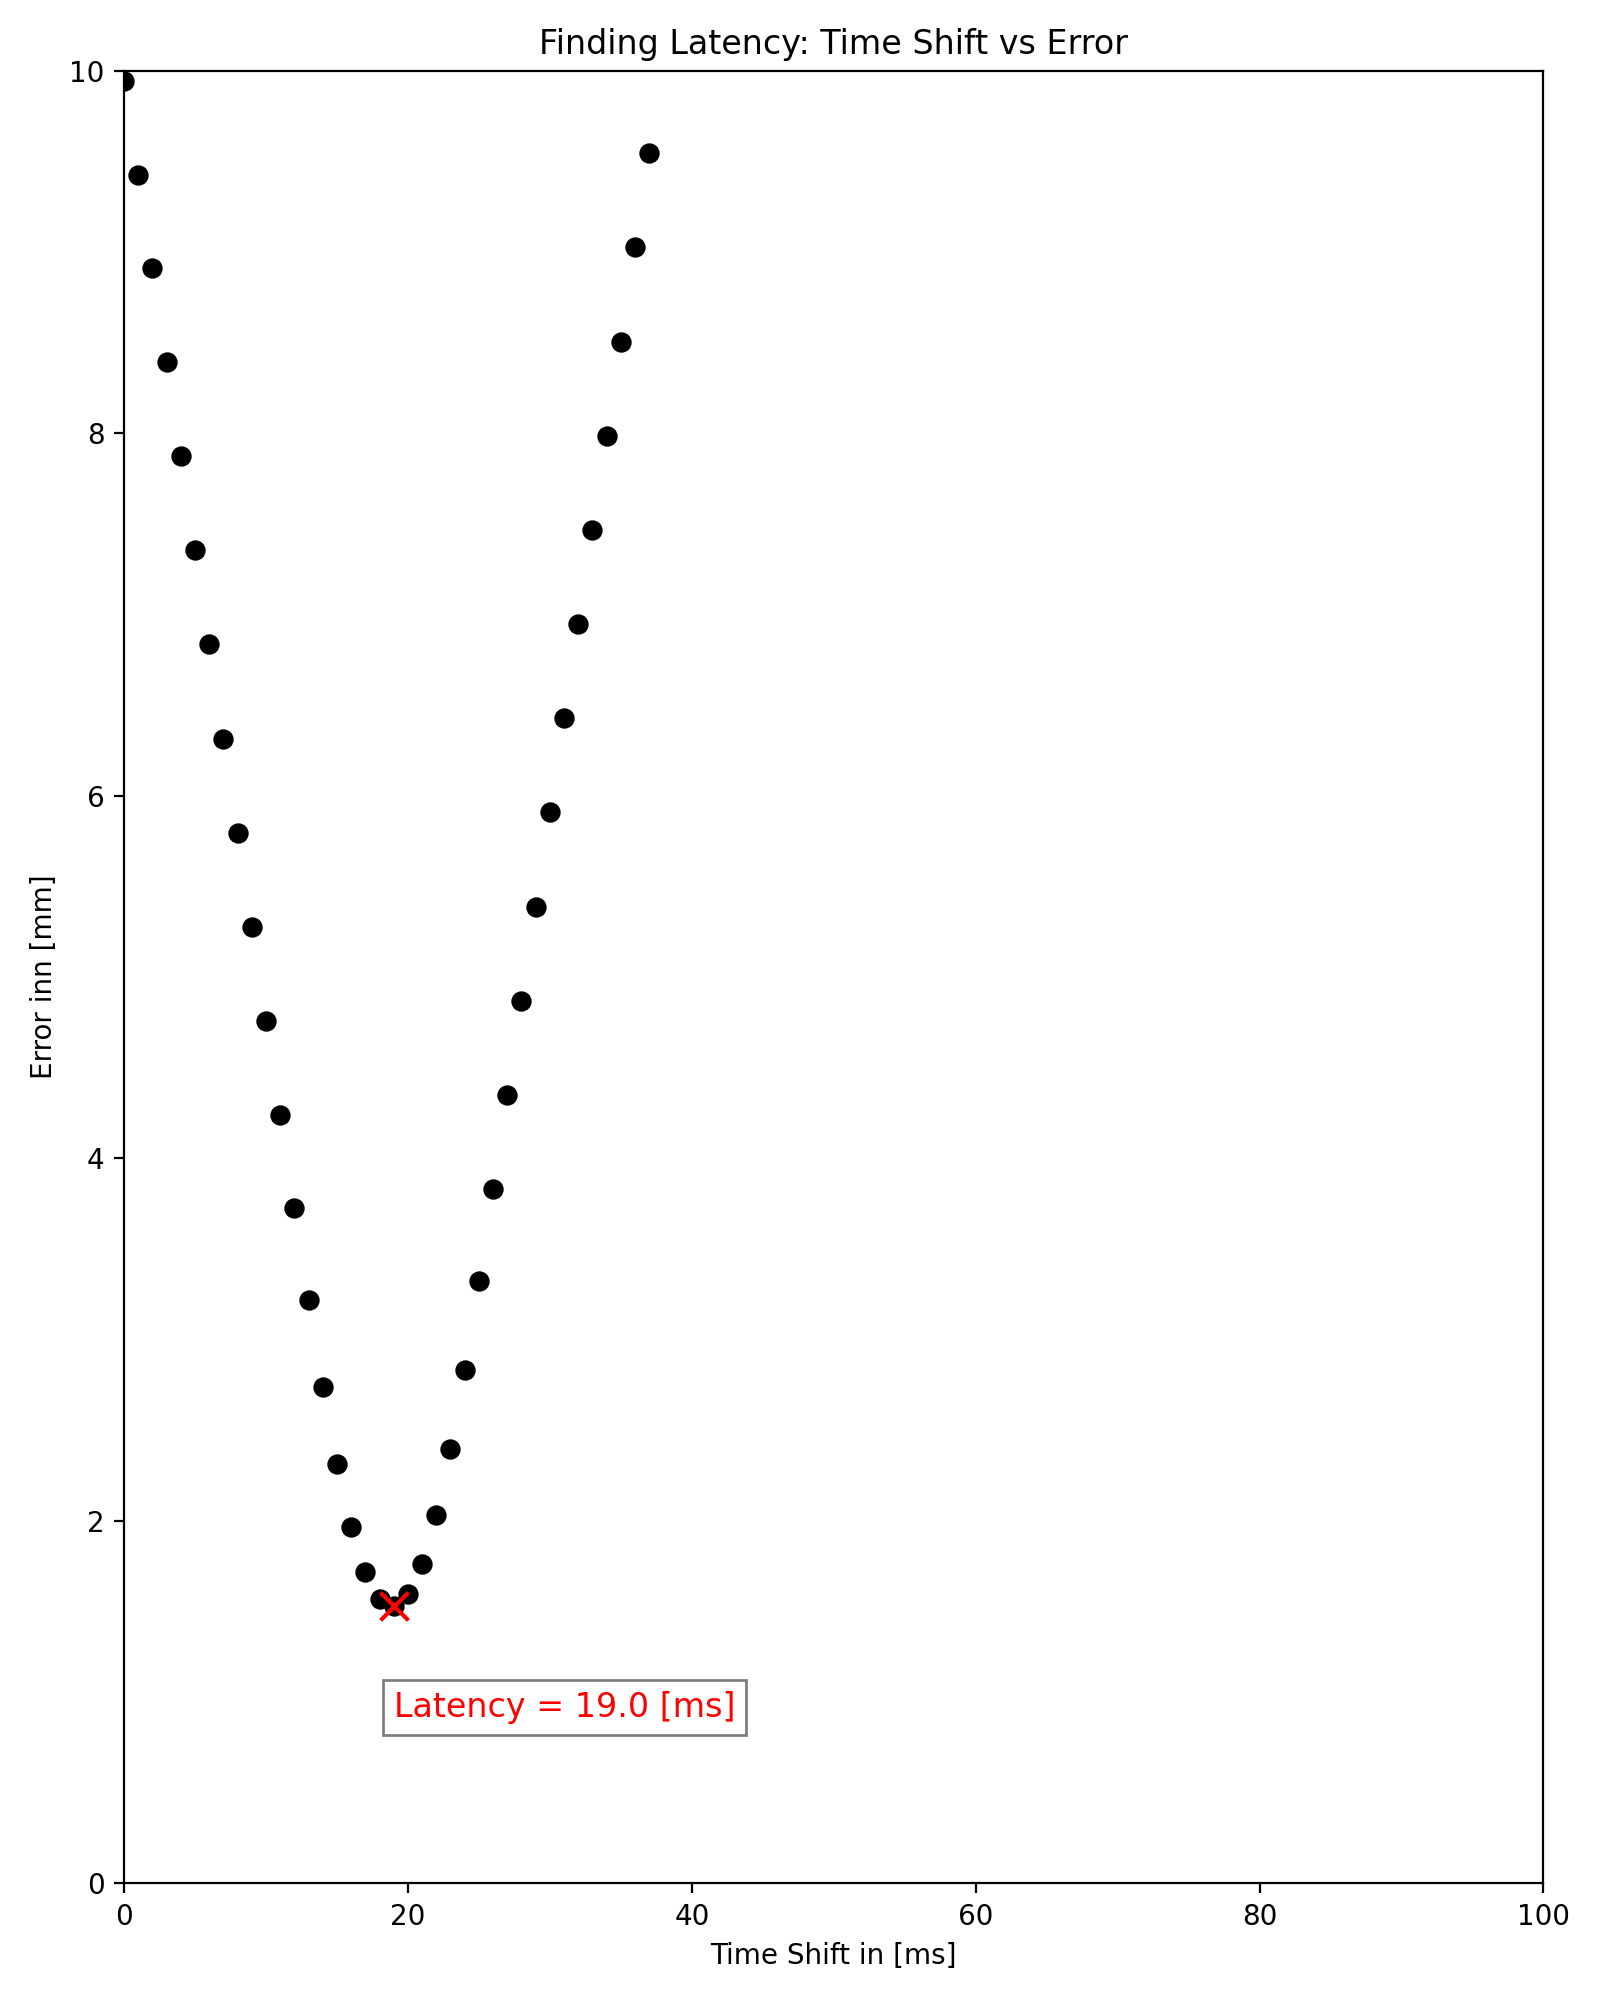 Finding Latency: Time Shift vs Error
10
8
6
4
2
0
Error inn [mm]
Latency = 19.0 [ms]
0 20 40 60 80 100
Time Shift in [ms]